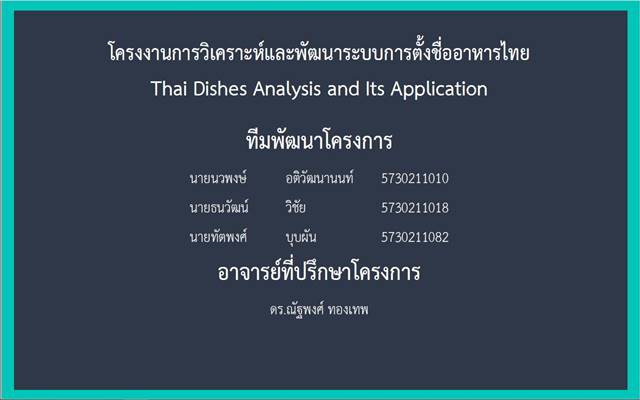 โครงงานการวิเคราะห์และพัฒนาระบบการตั้งชื่ออาหารไทย
Thai Dishes Analysis and Its Application
ทีมพัฒนาโครงการ
นายนวพงษ์ อติวัฒนานนท์ 5730211010
นายธนวัฒน์ วิชัย 5730211018
นายทัตพงศ์ บุบผัน 5730211082
อาจารย์ที่ปรึกษาโครงการ
ดร.ณัฐพงศ์ ทองเทพ